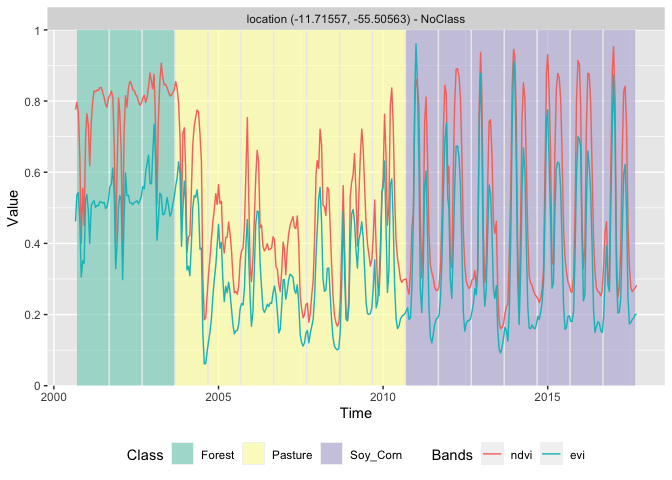 location (-11.71557, -55.50563) - NoClass
1
0.8
0.6
0.4
0.2
0
Value
2000 2005 2010 2015
Time
Class Forest Pasture Soy_Corn Bands ndvi evi